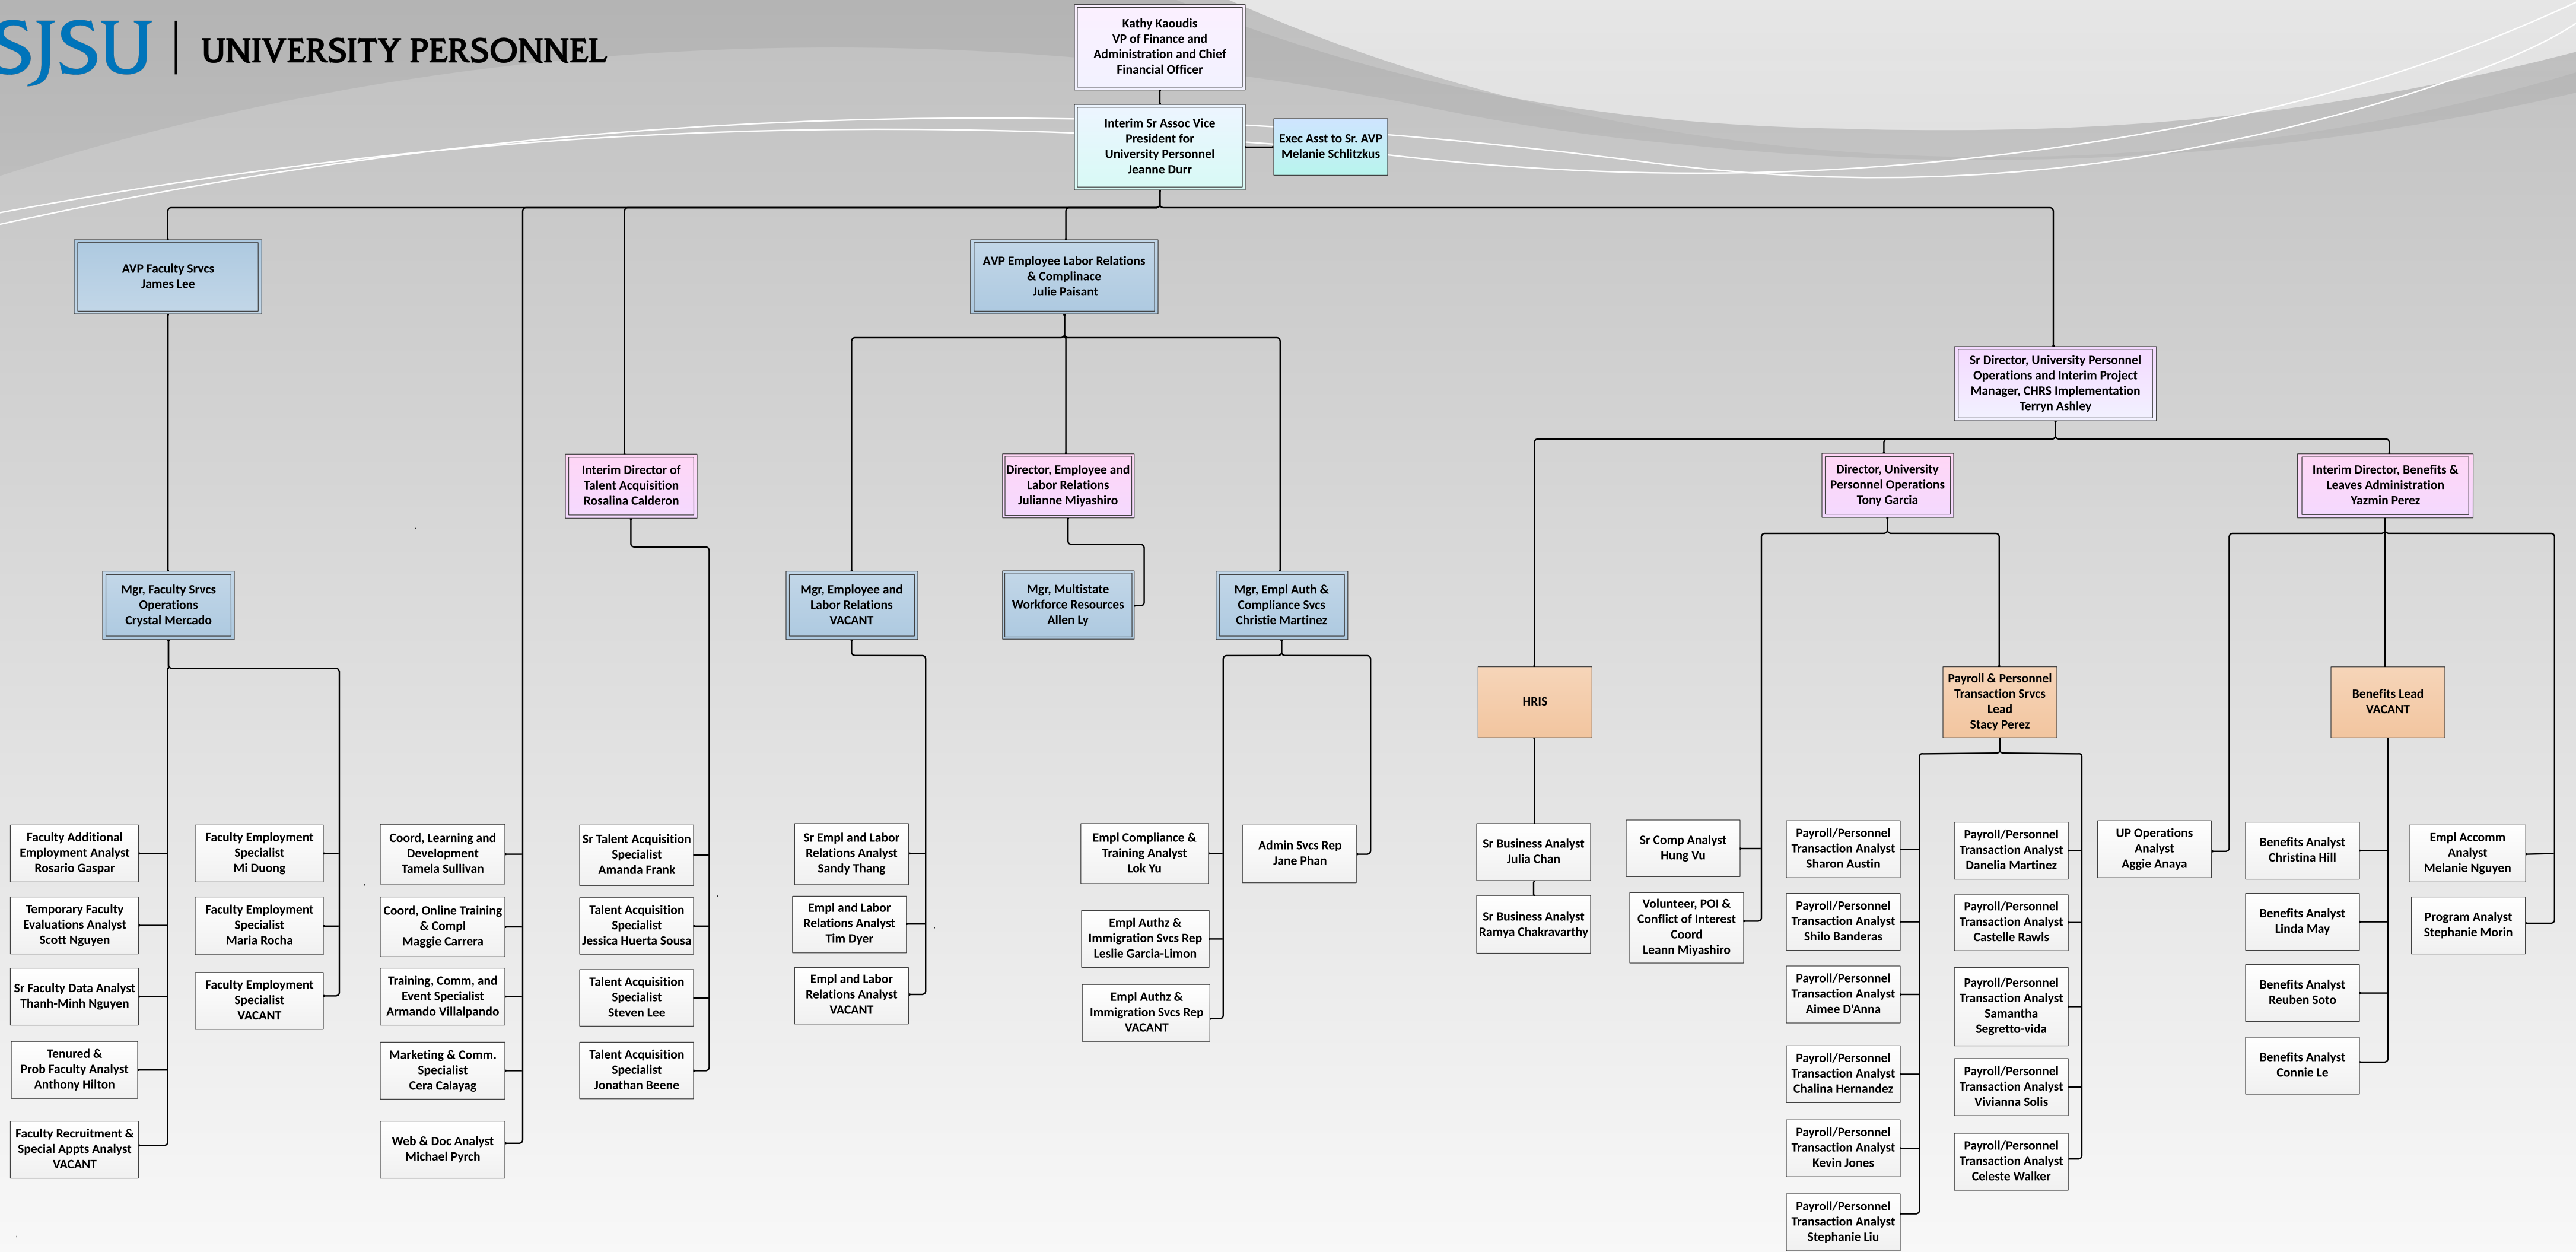 SJSU
UNIVERSITY PERSONNEL
Kathy Kaoudis
VP of Finance and
Administration and Chief
Financial Officer
Interim Sr Assoc Vice
President for
University Personnel
Jeanne Durr
Exec Asst to Sr. AVP
Melanie Schlitzkus
AVP Faculty Srvcs
James Lee
AVP Employee Labor Relations
& Complinace
Julie Paisant
Sr Director, University Personnel
Operations and Interim Project
Manager, CHRS Implementation
Terryn Ashley
Interim Director of
Talent Acquisition
Rosalina Calderon
Director, Employee and
Labor Relations
Julianne Miyashiro
Director, University
Personnel Operations
Tony Garcia
Interim Director, Benefits &
Leaves Administration
Yazmin Perez
Mgr, Faculty Srvcs
Operations
Crystal Mercado
Mgr, Employee and
Labor Relations
VACANT
Mgr, Multistate
Workforce Resources
Allen Ly
Mgr, Empl Auth &
Compliance Svcs
Christie Martinez
HRIS
Payroll & Personnel
Transaction Srvcs
Lead
Stacy Perez
Benefits Lead
VACANT
Faculty Additional
Employment Analyst
Rosario Gaspar
Temporary Faculty
Evaluations Analyst
Scott Nguyen
Sr Faculty Data Analyst
Thanh-Minh Nguyen
Tenured &
Prob Faculty Analyst
Anthony Hilton
Faculty Recruitment &
Special Appts Analyst
VACANT
Faculty Employment
Specialist
Mi Duong
Faculty Employment
Specialist
Maria Rocha
Faculty Employment
Specialist
VACANT
Coord, Learning and
Development
Tamela Sullivan
Coord, Online Training
& Compl
Maggie Carrera
Training, Comm, and
Event Specialist
Armando Villalpando
Marketing & Comm.
Specialist
Cera Calayag
Web & Doc Analyst
Michael Pyrch
Sr Talent Acquisition
Specialist
Amanda Frank
Talent Acquisition
Specialist
Jessica Huerta Sousa
Talent Acquisition
Specialist
Steven Lee
Talent Acquisition
Specialist
Jonathan Beene
Sr Empl and Labor
Relations Analyst
Sandy Thang
Empl and Labor
Relations Analyst
Tim Dyer
Empl and Labor
Relations Analyst
VACANT
Empl Compliance &
Training Analyst
Lok Yu
Empl Authz &
Immigration Svcs Rep
Leslie Garcia-Limon
Empl Authz &
Immigration Svcs Rep
VACANT
Admin Svcs Rep
Jane Phan
Sr Business Analyst
Julia Chan
Sr Business Analyst
Ramya Chakravarthy
Sr Comp Analyst
Hung Vu
Volunteer, POI &
Conflict of Interest
Coord
Leann Miyashiro
Payroll/Personnel
Transaction Analyst
Sharon Austin
Payroll/Personnel
Transaction Analyst
Shilo Banderas
Payroll/Personnel
Transaction Analyst
Aimee D'Anna
Payroll/Personnel
Transaction Analyst
Chalina Hernandez
Payroll/Personnel
Transaction Analyst
Kevin Jones
Payroll/Personnel
Transaction Analyst
Stephanie Liu
Payroll/Personnel
Transaction Analyst
Danelia Martinez
Payroll/Personnel
Transaction Analyst
Castelle Rawls
Payroll/Personnel
Transaction Analyst
Samantha
Segretto-vida
Payroll/Personnel
Transaction Analyst
Vivianna Solis
Payroll/Personnel
Transaction Analyst
Celeste Walker
UP Operations
Analyst
Aggie Anaya
Benefits Analyst
Christina Hill
Benefits Analyst
Linda May
Benefits Analyst
Reuben Soto
Benefits Analyst
Connie Le
Empl Accomm
Analyst
Melanie Nguyen
Program Analyst
Stephanie Morin